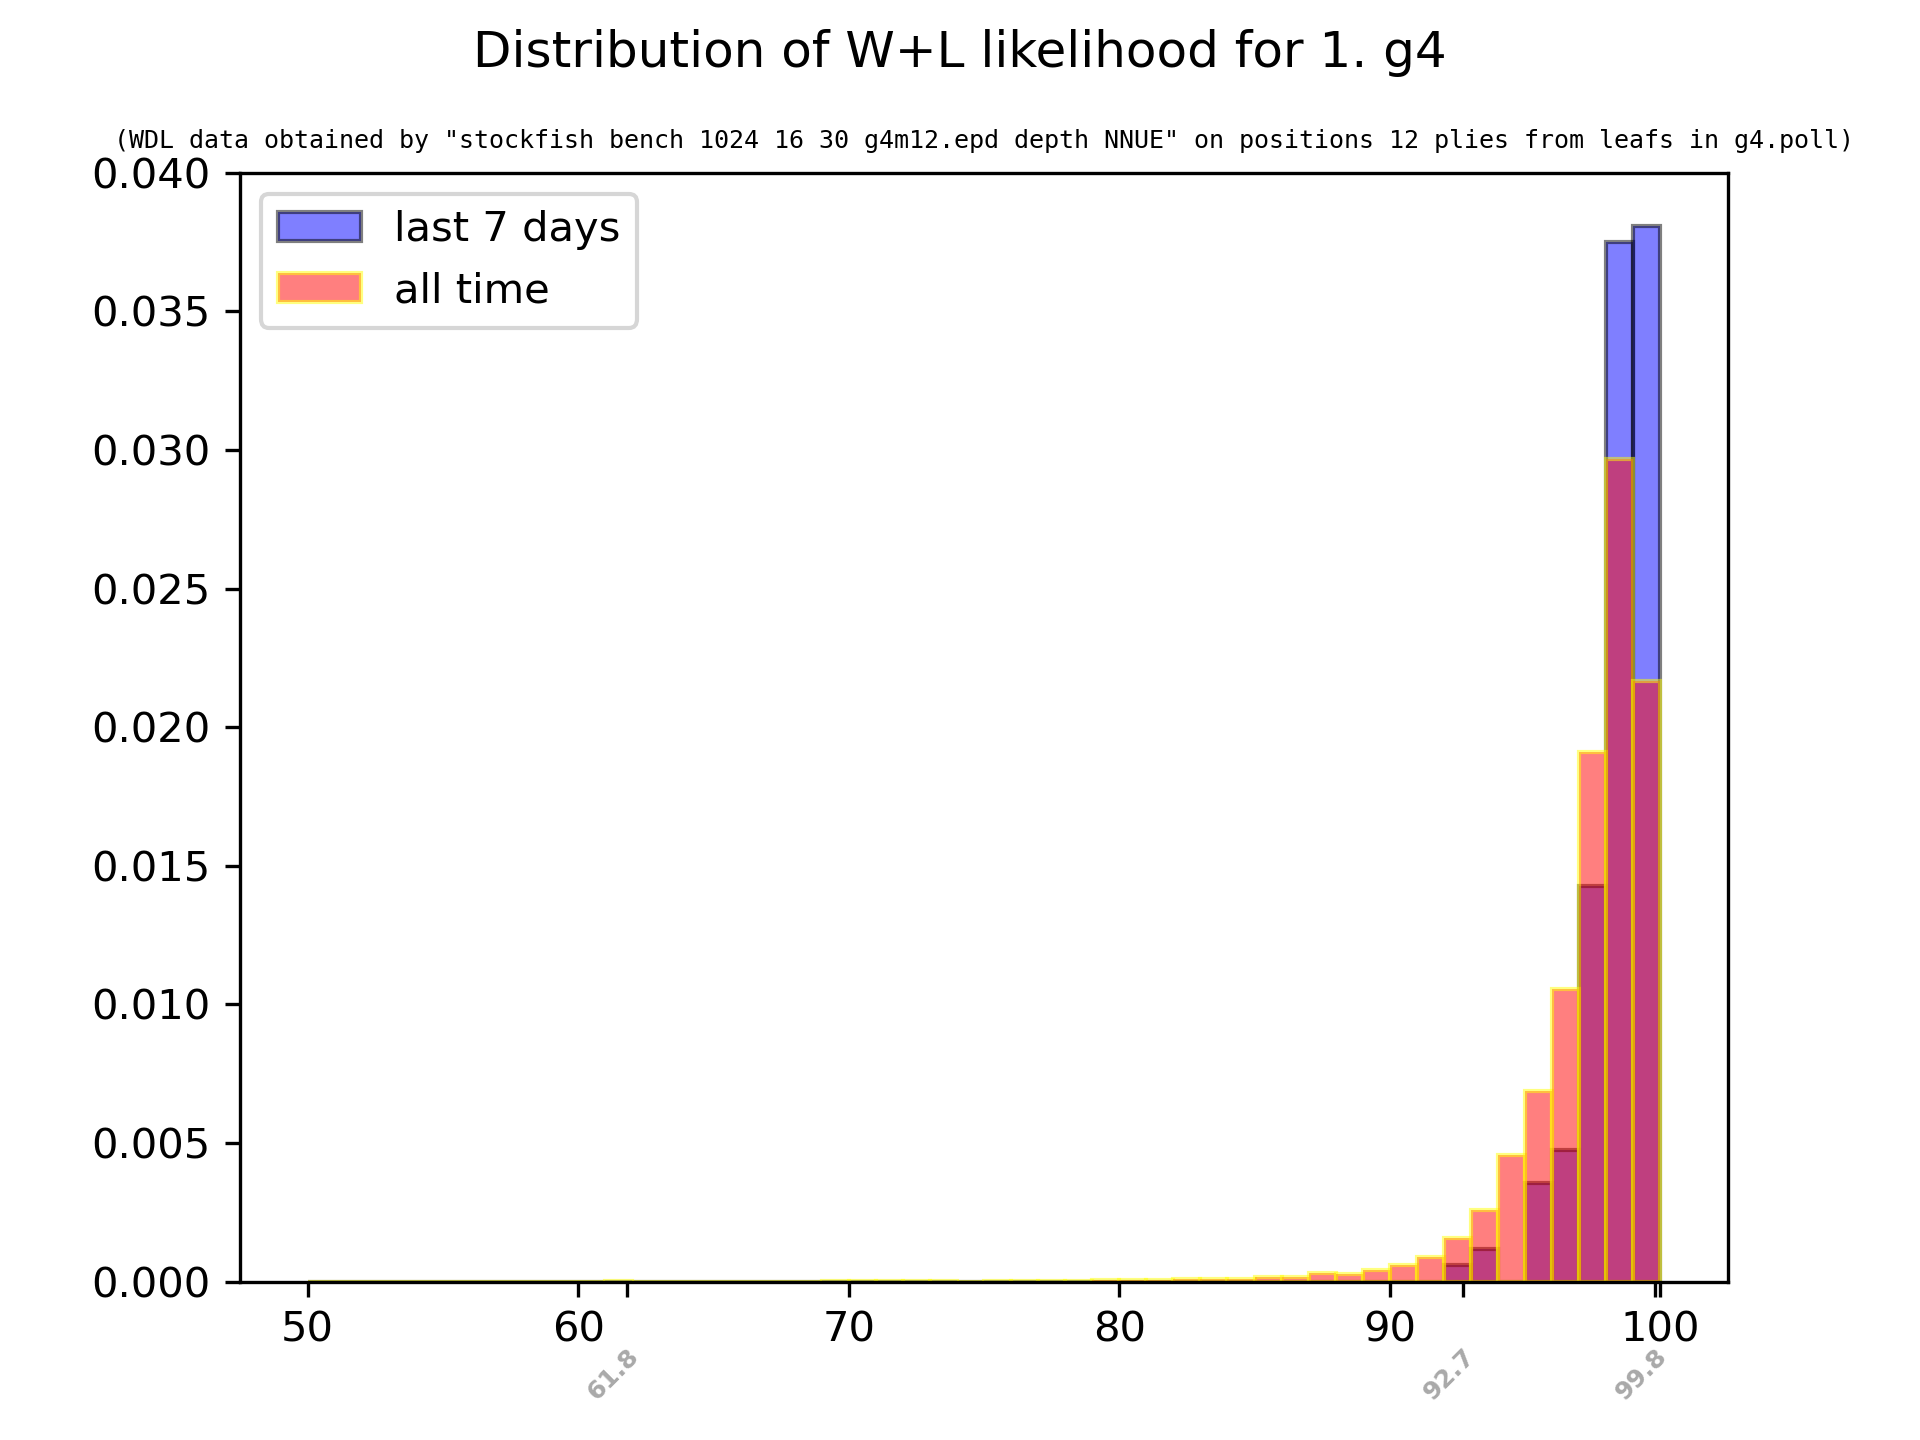 Distribution of W+L likelihood for 1. g4
(WDL data obtained by "stockfish bench 1024 16 30 g4m12.epd depth NNUE" on positions 12 plies from leafs in g4.poll)
last 7 days
all time
0.040
0.035
0.030
0.025
0.020
0.015
0.010
0.005
0.000
50 60 70 80 90 100
61.8 92.7 99.8